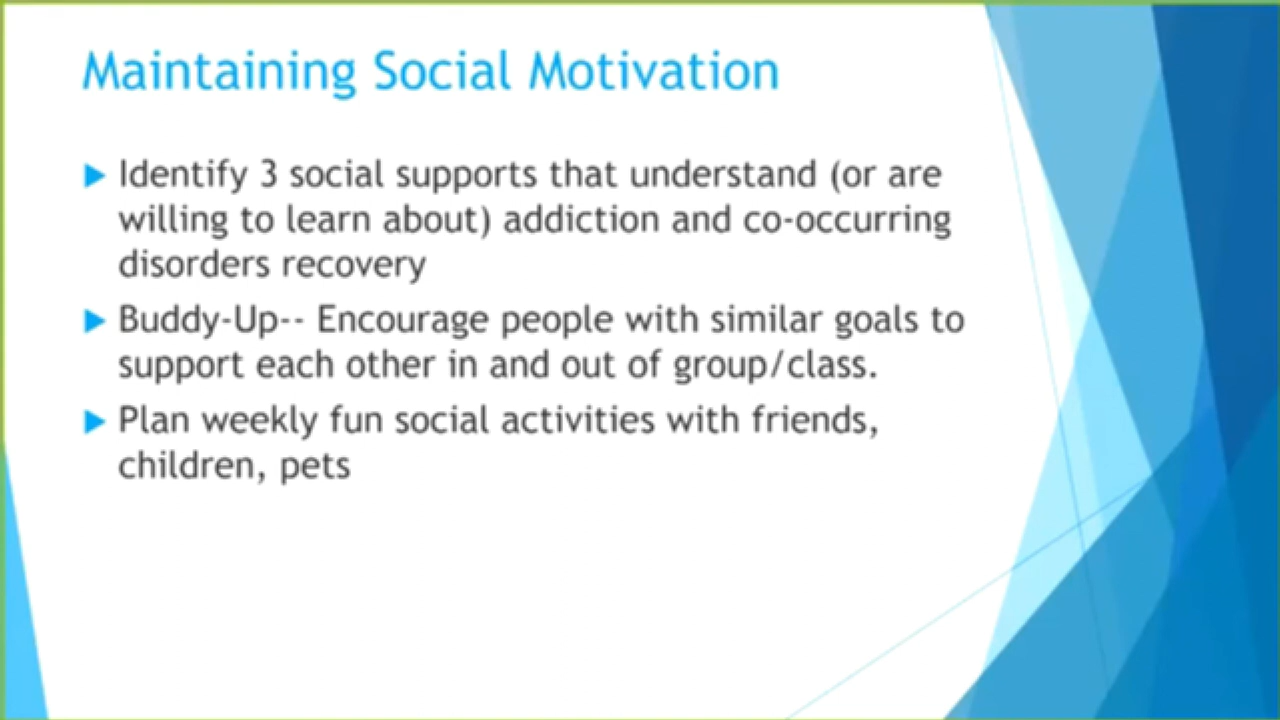 Maintaining Social Motivation
Identify 3 social supports that understand (or are
willing to learn about) addiction and co-occurring
disorders recovery
Buddy-Up-- Encourage people with similar goals to
support each other in and out of group/class.
Plan weekly fun social activities with friends,
children, pets